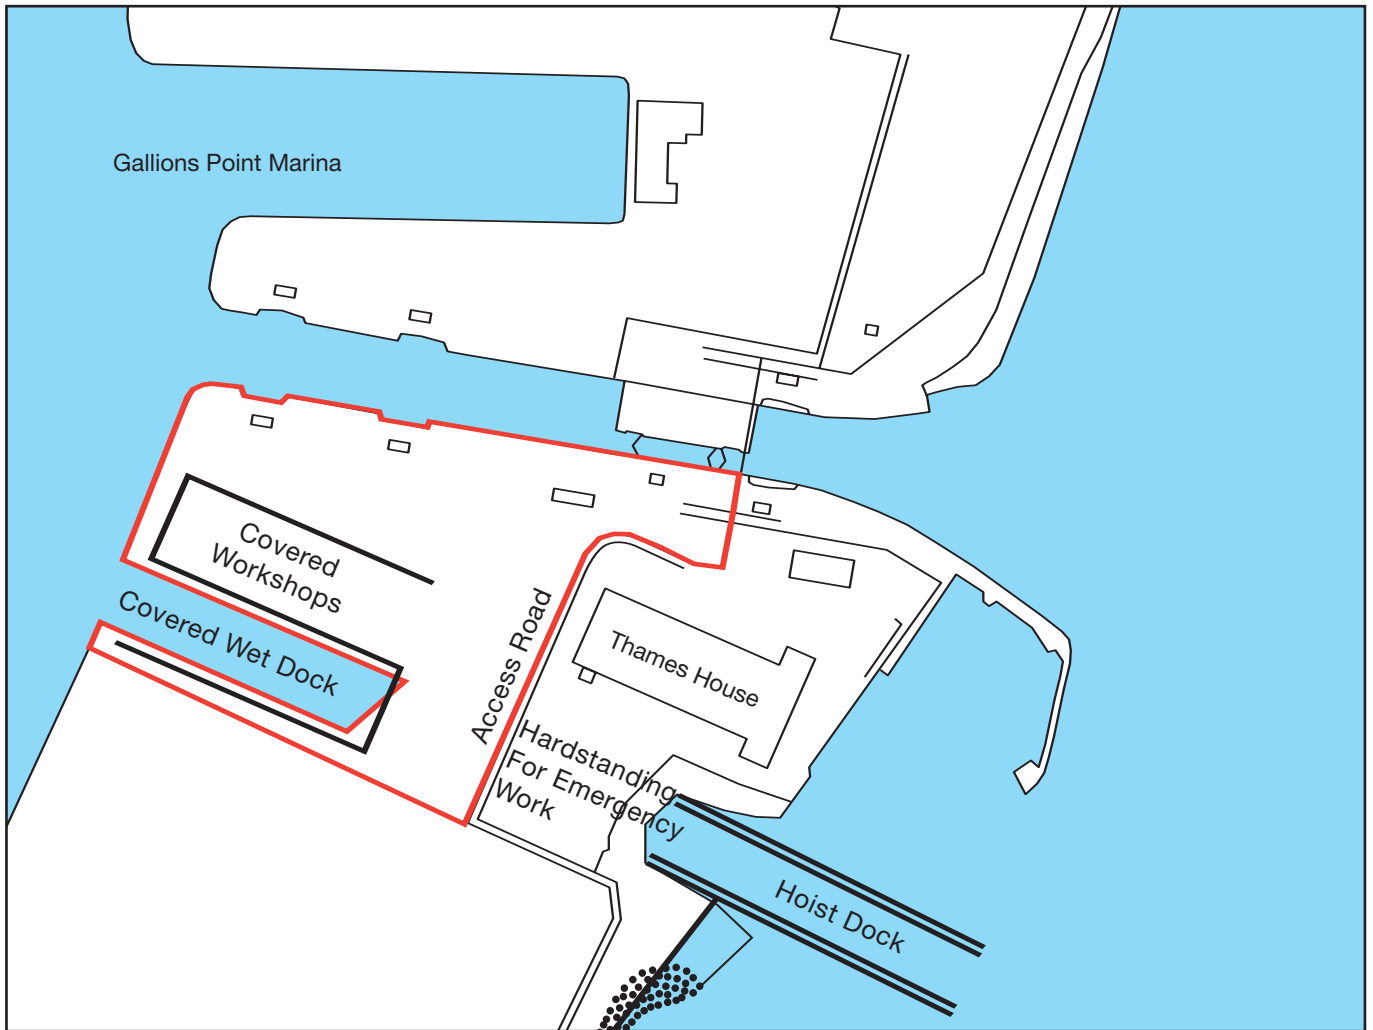 Gallions Point Marina
Covered
Workshops
Covered Wet Dock
Access Road
Thames House
Hardstanding
For Emergency
Work
Hoist Dock